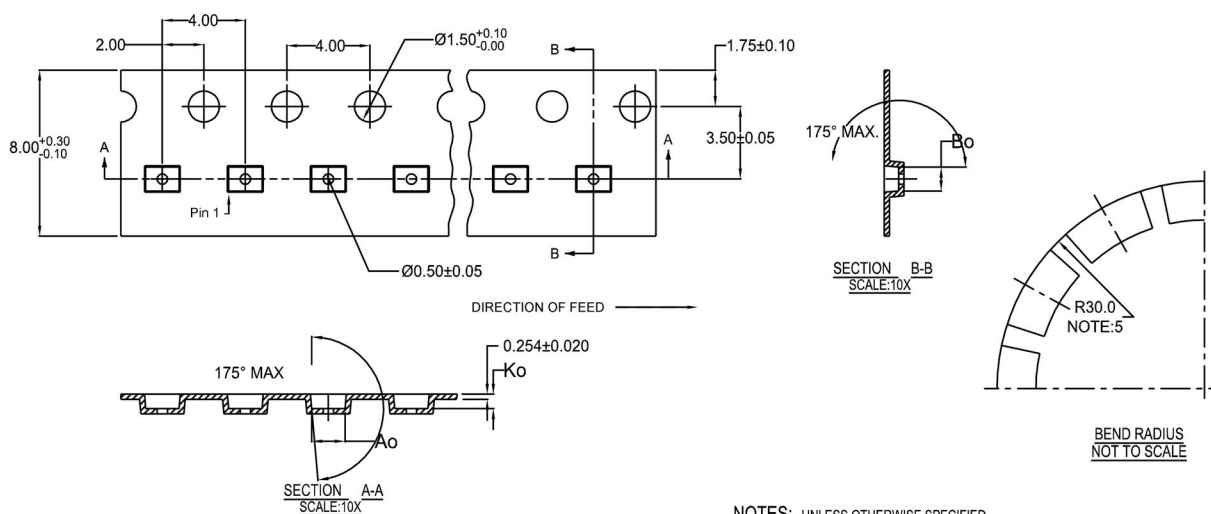 4.00
2.00
4.00
Ø1.50+0.10-0.00
B
1.75±0.10
8.00+0.30-0.10
A
A
3.50±0.05
175° MAX.
Bo
Pin 1
B
Ø0.50±0.05
SECTION B-B
SCALE:10X
DIRECTION OF FEED
R30.0
NOTE:5
0.254±0.020
175° MAX
Ko
Ao
BEND RADIUS
NOT TO SCALE
SECTION A-A
SCALE:10X
NOTES: UNLESS OTHERWISE SPECIFIED